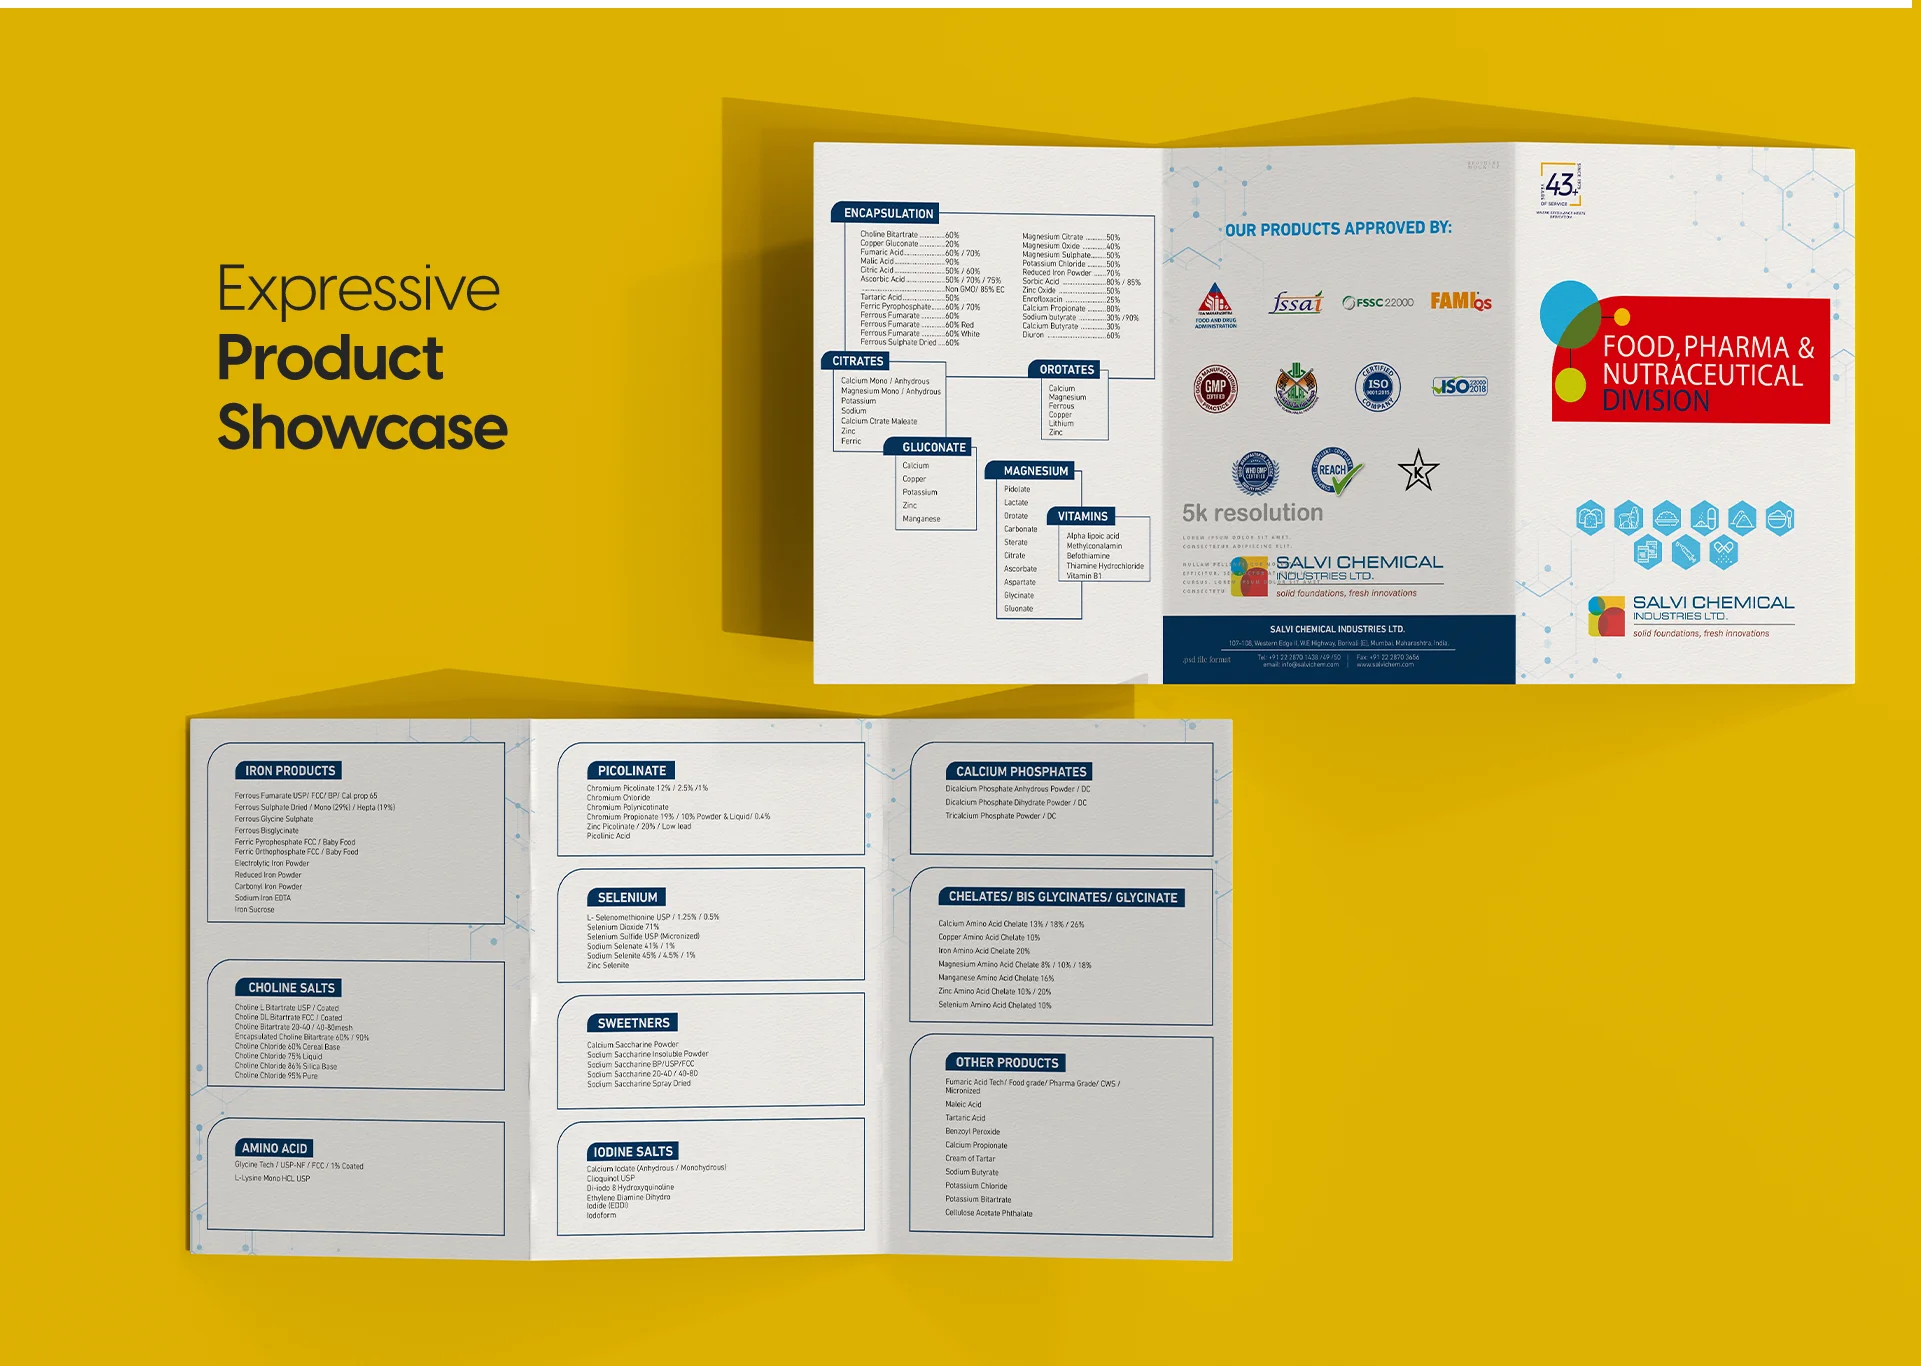 Expressive
Product
Showcase
ENCAPSULATION
Choline Bitartrate ............60%
Copper Gluconate ............20%
Fumaric Acid....................60% / 70%
Malic Acid........................90%
Citric Acid........................50% / 60%
Ascorbic Acid...................50% / 70% / 75%
........................................Non GMO/ 85% EC
Tartaric Acid....................50%
Ferric Pyrophosphate......60% / 70%
Ferrous Fumarate ...........60%
Ferrous Fumarate ...........60% Red
Ferrous Fumarate ...........60% White
Ferrous Sulphate Dried ...60%
Magnesium Citrate ..........50%
Magnesium Oxide ...........40%
Magnesium Sulphate.......50%
Potassium Chloride .........50%
Reduced Iron Powder ......70%
Sorbic Acid ......................80% / 85%
Zinc Oxide ........................50%
Enrofloxacin ....................25%
Calcium Propionate .........80%
Sodium butyrate ..............30% /90%
Calcium Butyrate .............30%
Diuron ..............................60%
CITRATES
Calcium Mono / Anhydrous
Magnesium Mono / Anhydrous
Potassium
Sodium
Calcium Ctrate Maleate
Zinc
Ferric
OROTATES
Calcium
Magnesium
Ferrous
Copper
Lithium
Zinc
GLUCONATE
Calcium
Copper
Potassium
Zinc
Manganese
MAGNESIUM
Pidolate
Lactate
Orotate
Carbonate
Sterate
Citrate
Ascorbate
Aspartate
Glycinate
Gluonate
VITAMINS
Alpha lipoic acid
Methylconalamin
Befothiamine
Thiamine Hydrochloride
Vitamin B1
OUR PRODUCTS APPROVED BY:
FOOD AND DRUG
ADMINISTRATION
fssai
FSSC 22000
FAMI QS
GOOD MANUFACTURING
GMP
CERTIFIED
PRACTICE
CERTIFIED
ISO
9001:2015
COMPANY
ISO 22000
2018
WHO GMP
CERTIFIED
REACH
K
5k resolution
LOREM IPSUM DOLOR SIT AMET,
CONSECTETUR ADIPISCING ELIT.
SALVI CHEMICAL
INDUSTRIES LTD.
solid foundations, fresh innovations
SALVI CHEMICAL INDUSTRIES LTD.
107-108, Western Edge II, W.E Highway, Borivali (E), Mumbai, Maharashtra, India.
Tel: +91 22 2870 1438 /49 /50 | Fax: +91 22 2870 3656
email: info@salvichem.com | www.salvichem.com
.psd file format
43+
YEARS
OF SERVICE
SINCE 1979
FOOD, PHARMA &
NUTRACEUTICAL
DIVISION
SALVI CHEMICAL
INDUSTRIES LTD.
solid foundations, fresh innovations
IRON PRODUCTS
Ferrous Fumarate USP/ FCC/ BP/ Cal prop 65
Ferrous Sulphate Dried / Mono (29%) / Hepta (19%)
Ferrous Glycine Sulphate
Ferrous Bisglycinate
Ferric Pyrophosphate FCC / Baby Food
Ferric Orthophosphate FCC / Baby Food
Electrolytic Iron Powder
Reduced Iron Powder
Carbonyl Iron Powder
Sodium Iron EDTA
Iron Sucrose
CHOLINE SALTS
Choline L Bitartrate USP / Coated
Choline DL Bitartrate FCC / Coated
Choline Bitartrate 20-40 / 40-80mesh
Encapsulated Choline Bitartrate 60% / 90%
Choline Chloride 60% Cereal Base
Choline Chloride 75% Liquid
Choline Chloride 86% Silica Base
Choline Chloride 95% Pure
AMINO ACID
Glycine Tech / USP-NF / FCC / 1% Coated
L-Lysine Mono HCL USP
PICOLINATE
Chromium Picolinate 12% / 2.5% /1%
Chromium Chloride
Chromium Polynicotinate
Chromium Propionate 19% / 10% Powder & Liquid/ 0.4%
Zinc Picolinate / 20% / Low lead
Picolinic Acid
SELENIUM
L- Selenomethionine USP / 1.25% / 0.5%
Selenium Dioxide 71%
Selenium Sulfide USP (Micronized)
Sodium Selenate 41% / 1%
Sodium Selenite 45% / 4.5% / 1%
Zinc Selenite
SWEETNERS
Calcium Saccharine Powder
Sodium Saccharine Insoluble Powder
Sodium Saccharine BP/USP/FCC
Sodium Saccharine 20-40 / 40-80
Sodium Saccharine Spray Dried
IODINE SALTS
Calcium Iodate (Anhydrous / Monohydrous)
Clioquinol USP
Di-iodo 8 Hydroxyquinoline
Ethylene Diamine Dihydro
Iodide (EDDI)
Iodoform
CALCIUM PHOSPHATES
Dicalcium Phosphate Anhydrous Powder / DC
Dicalcium Phosphate Dihydrate Powder / DC
Tricalcium Phosphate Powder / DC
CHELATES/ BIS GLYCINATES/ GLYCINATE
Calcium Amino Acid Chelate 13% / 18% / 26%
Copper Amino Acid Chelate 10%
Iron Amino Acid Chelate 20%
Magnesium Amino Acid Chelate 8% / 10% / 18%
Manganese Amino Acid Chelate 16%
Zinc Amino Acid Chelate 10% / 20%
Selenium Amino Acid Chelated 10%
OTHER PRODUCTS
Fumaric Acid Tech/ Food grade/ Pharma Grade/ CWS /
Micronized
Maleic Acid
Tartaric Acid
Benzoyl Peroxide
Calcium Propionate
Cream of Tartar
Sodium Butyrate
Potassium Chloride
Potassium Bitartrate
Cellulose Acetate Phthalate